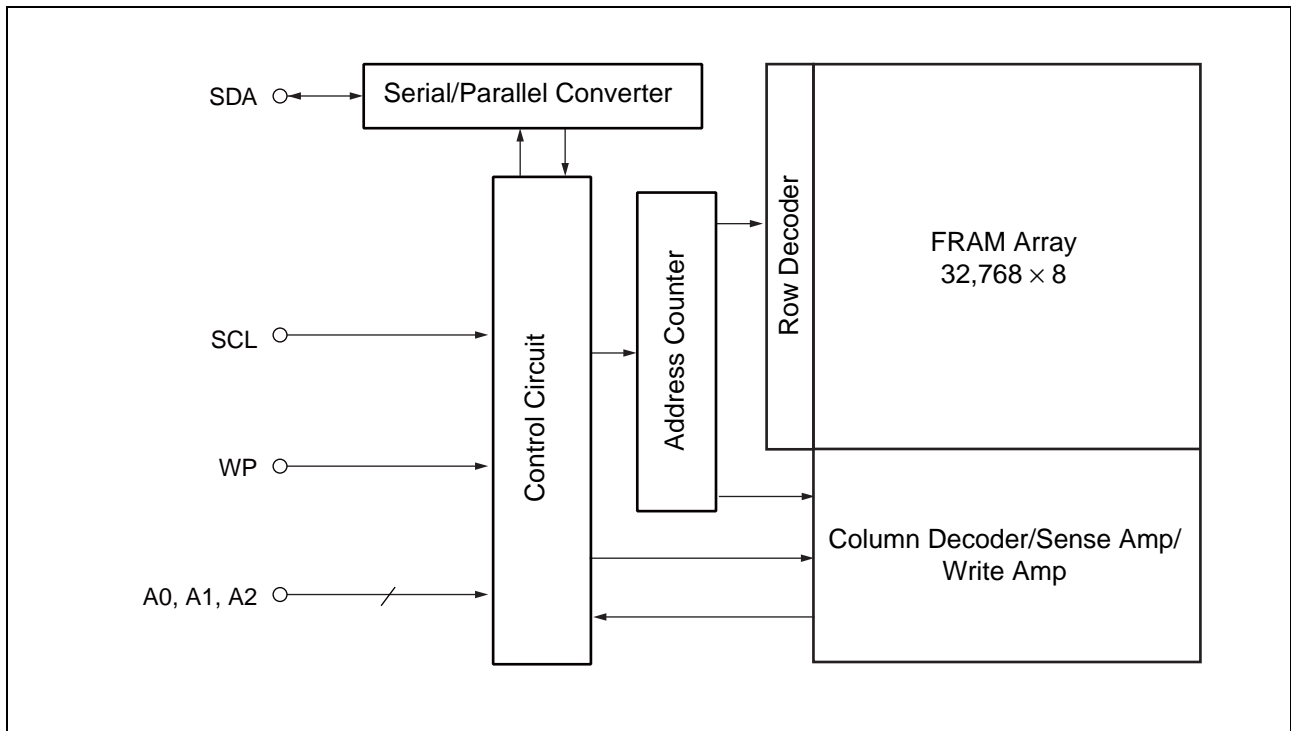 SDA
Serial/Parallel Converter
SCL
WP
A0, A1, A2
Control Circuit
Address Counter
Row Decoder
FRAM Array
32,768 × 8
Column Decoder/Sense Amp/
Write Amp